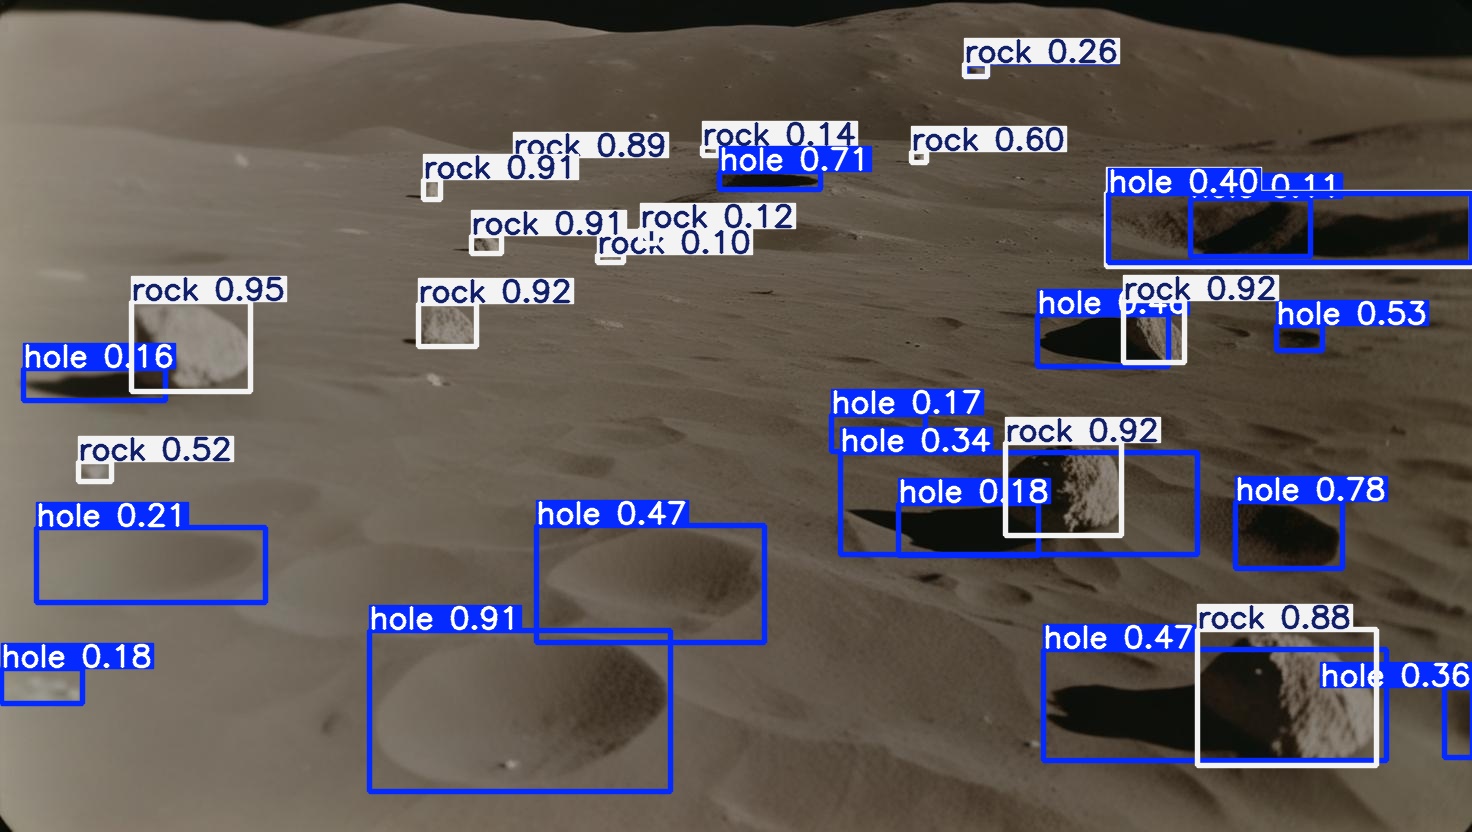 rock 0.26
rock 0.14
rock 0.60
rock 0.89
hole 0.71
rock 0.91
hole 0.40
0.11
rock 0.12
rock 0.91
rock 0.10
rock 0.95
rock 0.92
rock 0.92
hole
hole 0.53
hole 0.16
hole 0.17
rock 0.92
hole 0.34
rock 0.52
hole 0.18
hole 0.78
hole 0.21
hole 0.47
hole 0.91
rock 0.88
hole 0.47
hole 0.18
hole 0.36